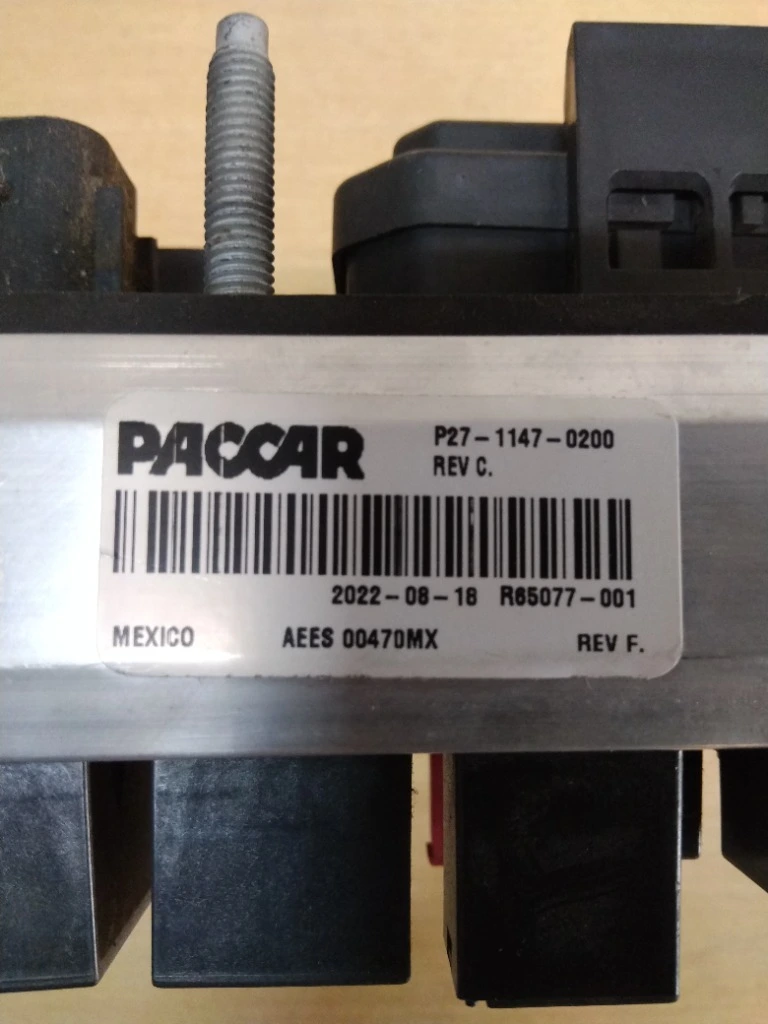 PACCAR
P27-1147-0200
REV C.
2022-08-18 R65077-001
MEXICO AEES 00470MX REV F.